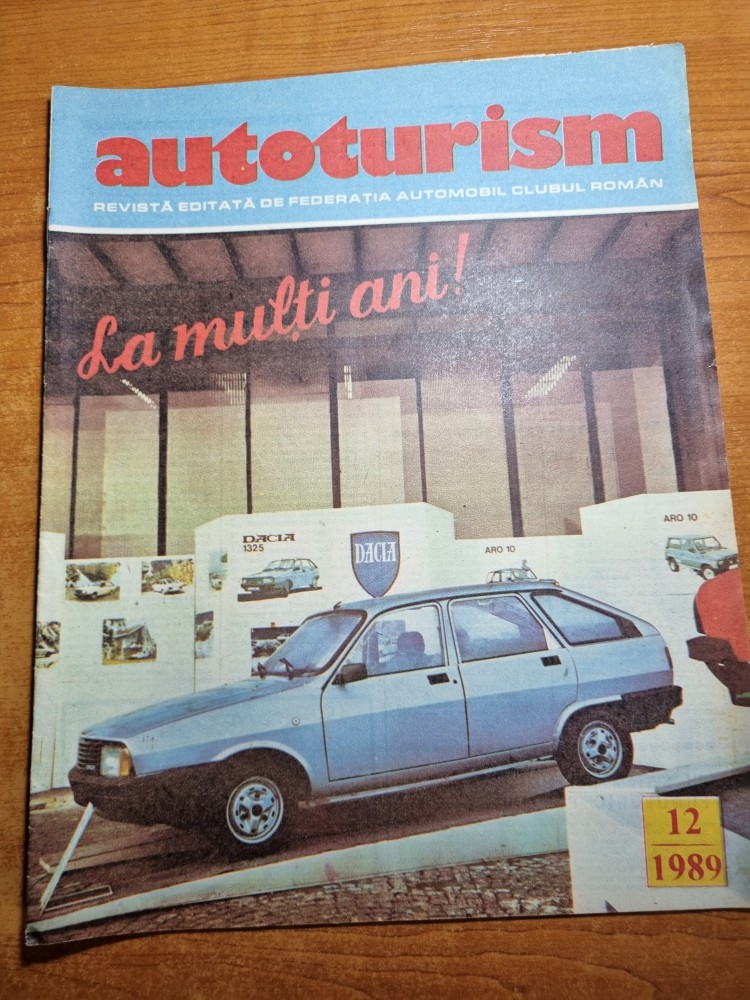 autoturism
REVISTĂ EDITATĂ DE FEDERAȚIA AUTOMOBIL CLUBUL ROMÂN
La mulți ani!
DACIA
1325
DACIA
ARO 10
ARO 10
12
1989